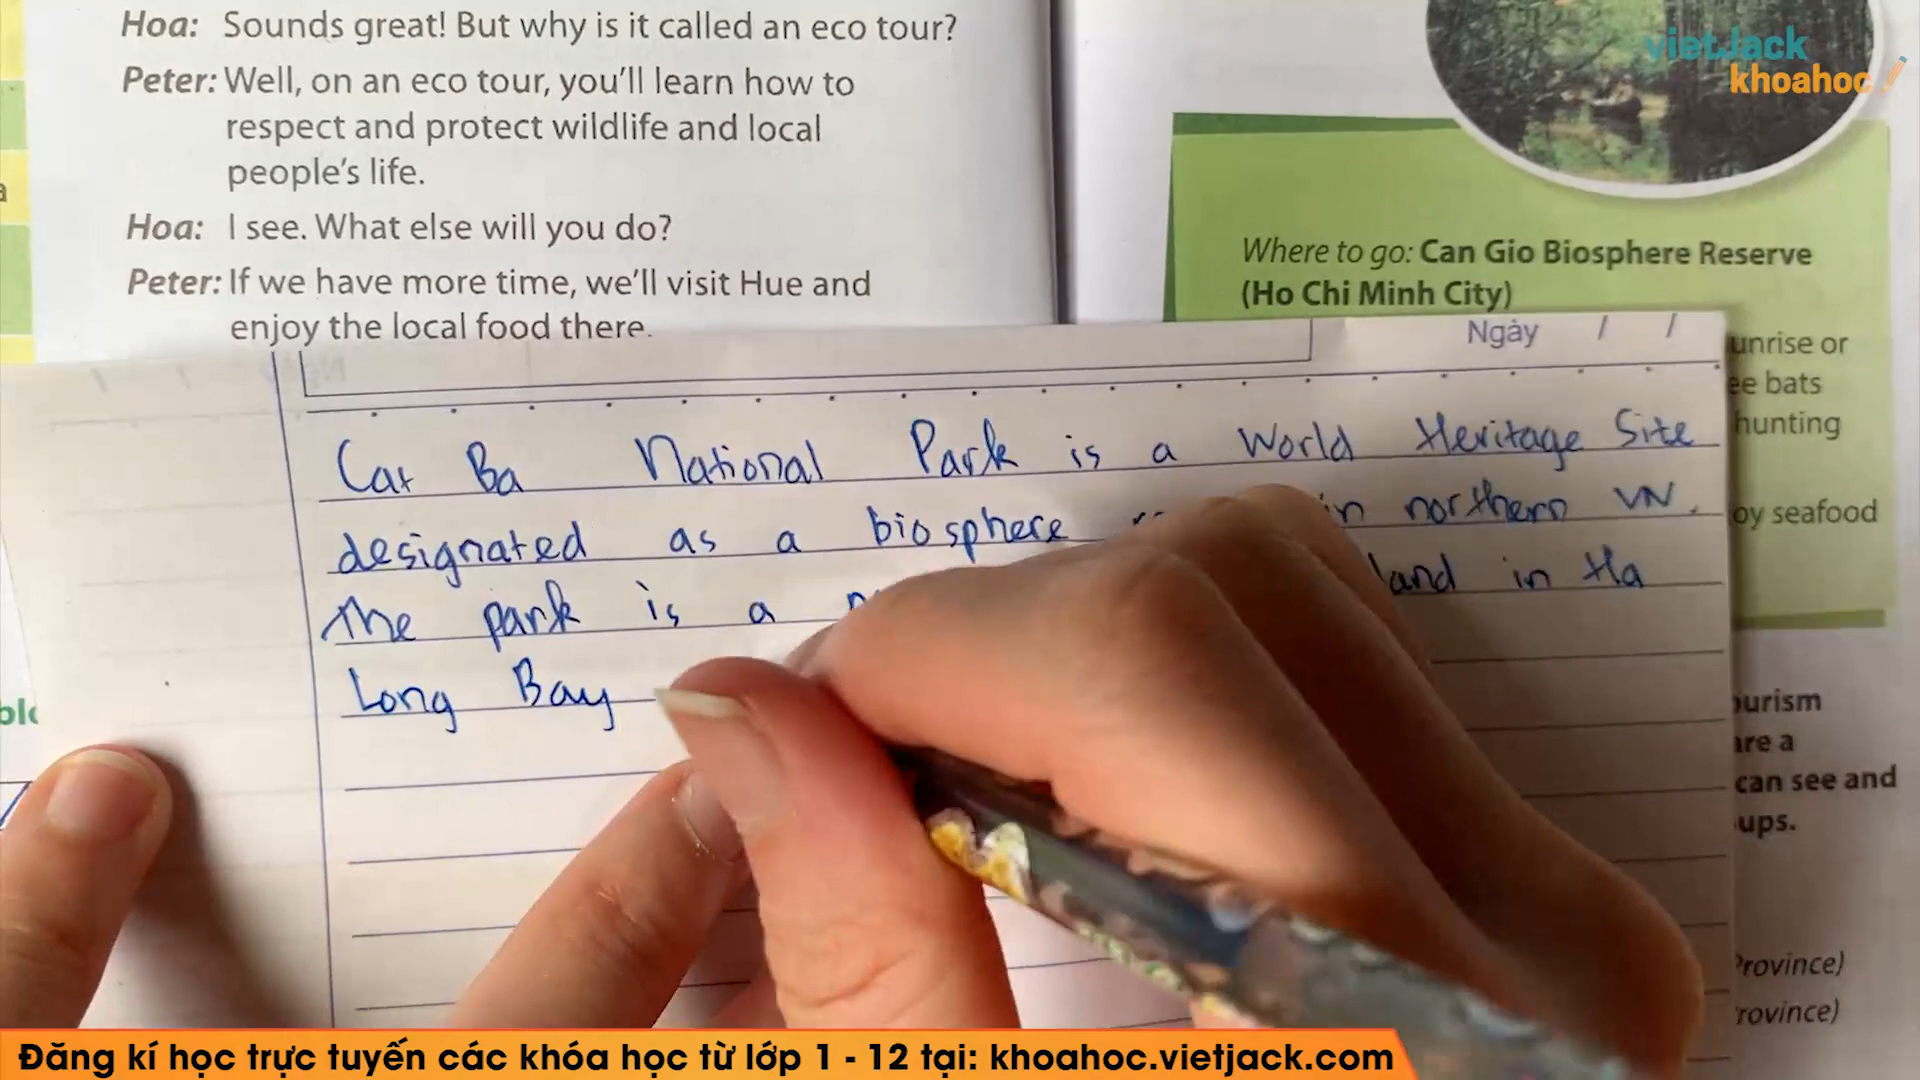 Hoa: Sounds great! But why is it called an eco tour?
Peter: Well, on an eco tour, you'll learn how to
respect and protect wildlife and local
people's life.
Hoa: I see. What else will you do?
Peter: If we have more time, we'll visit Hue and
enjoy the local food there.
vietJack
khoahoc
Where to go: Can Gio Biosphere Reserve
(Ho Chi Minh City)
unrise or
ee bats
hunting
oy seafood
ourism
are a
can see and
ups.
Province)
rovince)
Ngày / /
Cat Ba National Park is a World Heritage Site
designated as a biosphere in northern VN.
The park is a land in Ha
Long Bay
Đăng kí học trực tuyến các khóa học từ lớp 1 - 12 tại: khoahoc.vietjack.com